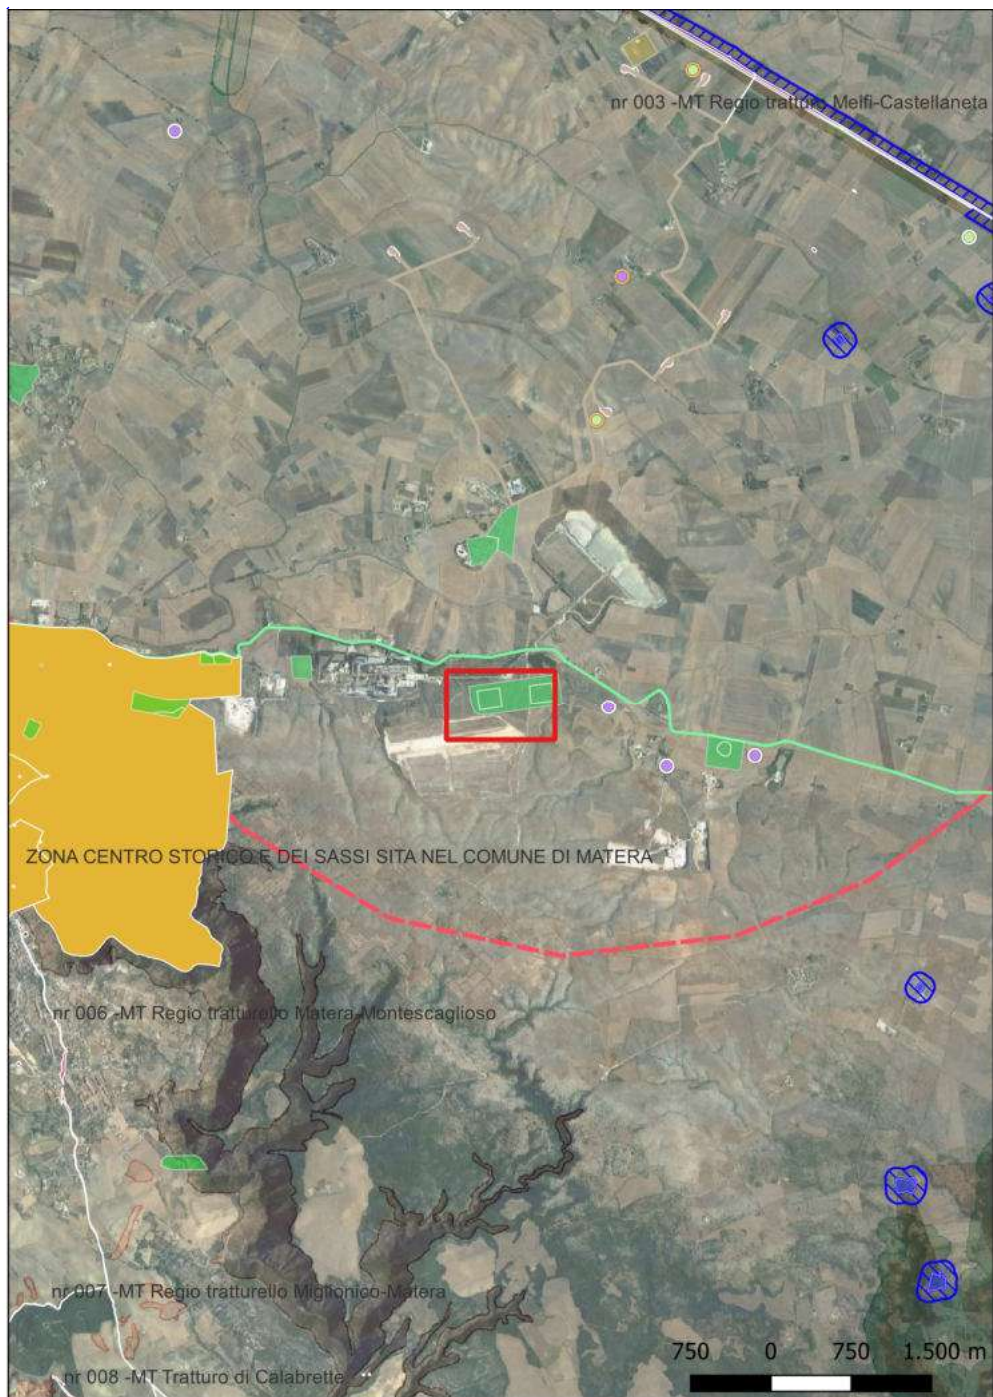 nr 003 -MT Regio tratturo Melfi-Castellaneta
ZONA CENTRO STORICO E DEI SASSI SITA NEL COMUNE DI MATERA
nr 006 -MT Regio tratturello Matera-Montescaglioso
nr 007 -MT Regio tratturello Miglionico-Matera
nr 008 -MT Tratturo di Calabrette
750 0 750 1.500 m